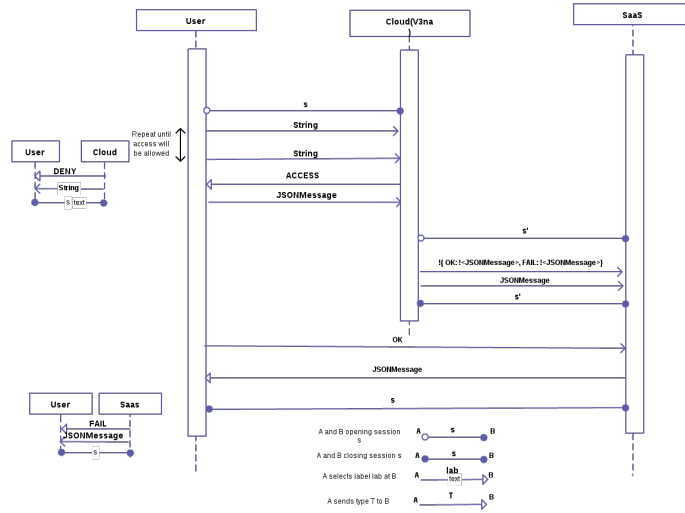 User
Cloud(V3na
)
SaaS
s
String
Repeat until
access will
be allowed
User
Cloud
String
DENY
ACCESS
String
JSONMessage
s text
s'
!{ OK: !<JSONMessage>, FAIL: !<JSONMessage>}
JSONMessage
s'
OK
JSONMessage
User
Saas
s
FAIL
JSONMessage
s
A and B opening session
s
A s B
A and B closing session s
A s B
A selects label lab at B
A lab B
text
A sends type T to B
A T B